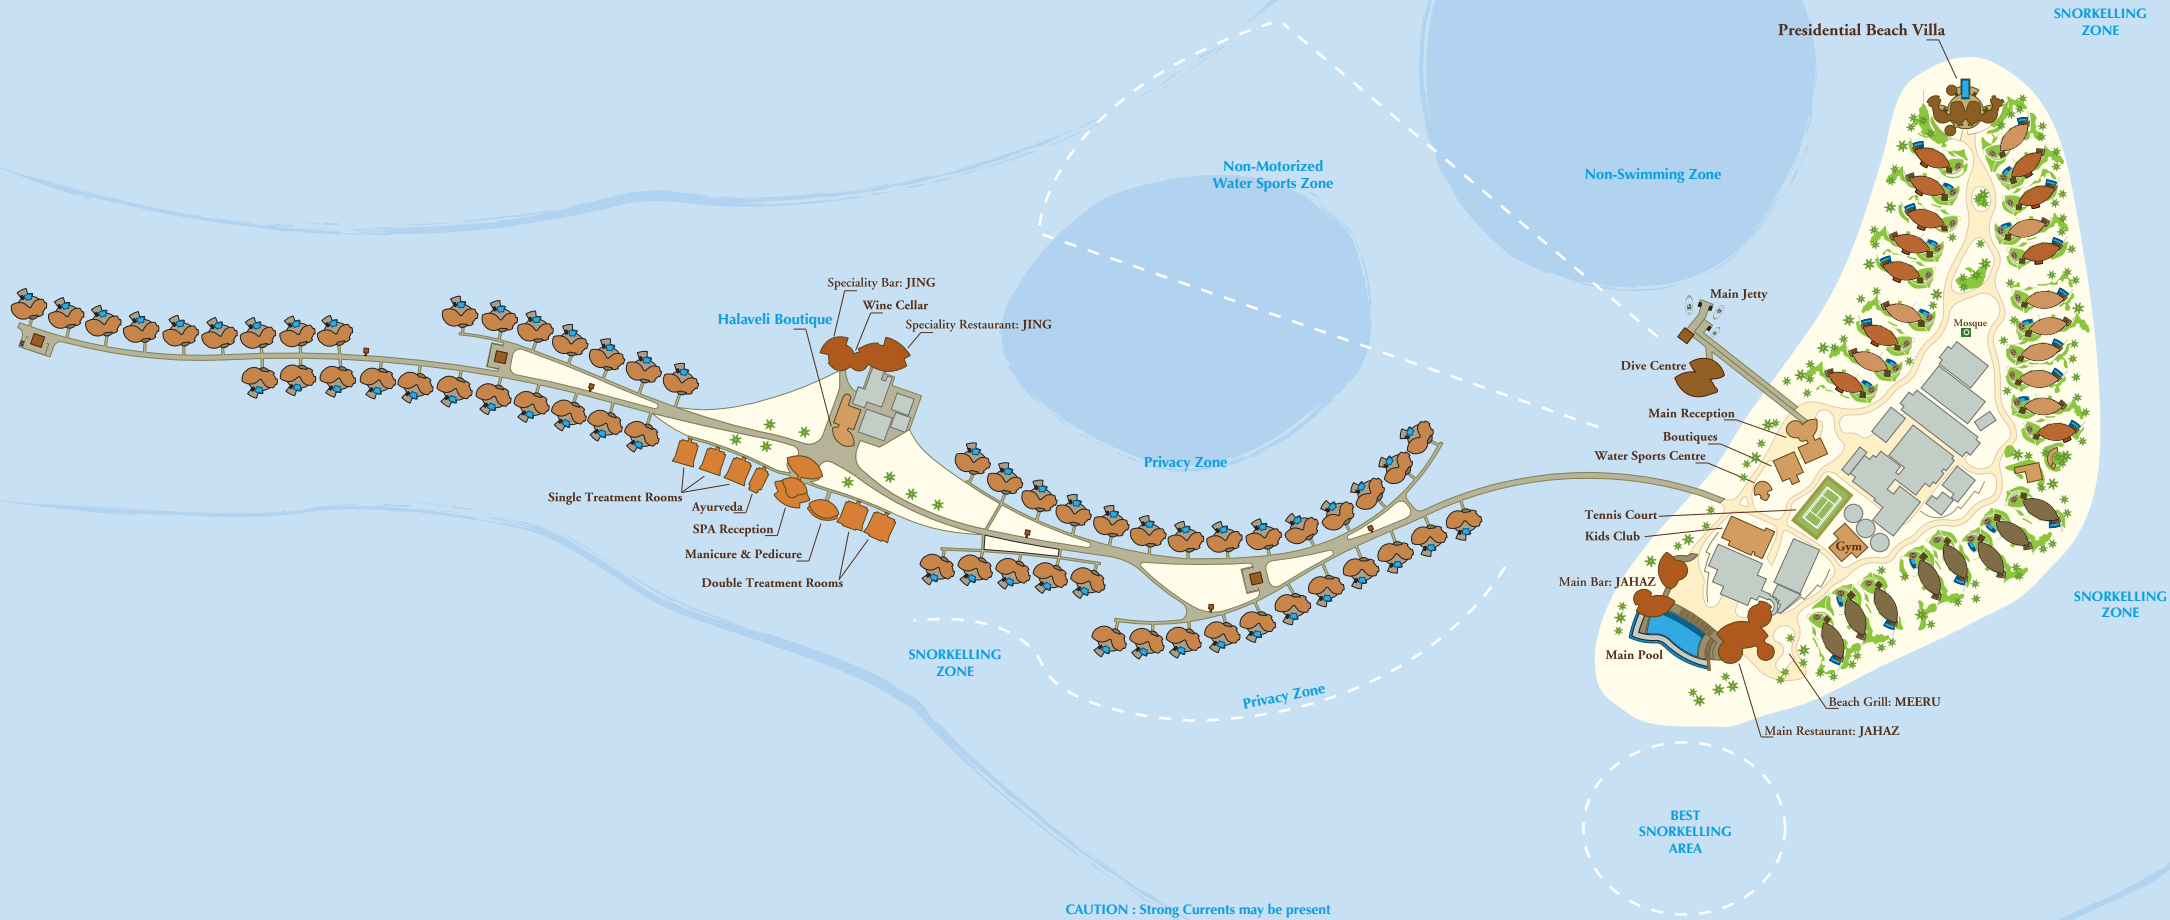 SNORKELLING
ZONE
Presidential Beach Villa
Non-Motorized
Water Sports Zone
Non-Swimming Zone
Speciality Bar: JING
Wine Cellar
Halaveli Boutique
Speciality Restaurant: JING
Main Jetty
Mosque
Dive Centre
Main Reception
Boutiques
Water Sports Centre
Privacy Zone
Single Treatment Rooms
Ayurveda
SPA Reception
Manicure & Pedicure
Double Treatment Rooms
Tennis Court
Kids Club
Gym
Main Bar: JAHAZ
SNORKELLING
ZONE
Main Pool
SNORKELLING
ZONE
Privacy Zone
Beach Grill: MEERU
Main Restaurant: JAHAZ
BEST
SNORKELLING
AREA
CAUTION : Strong Currents may be present